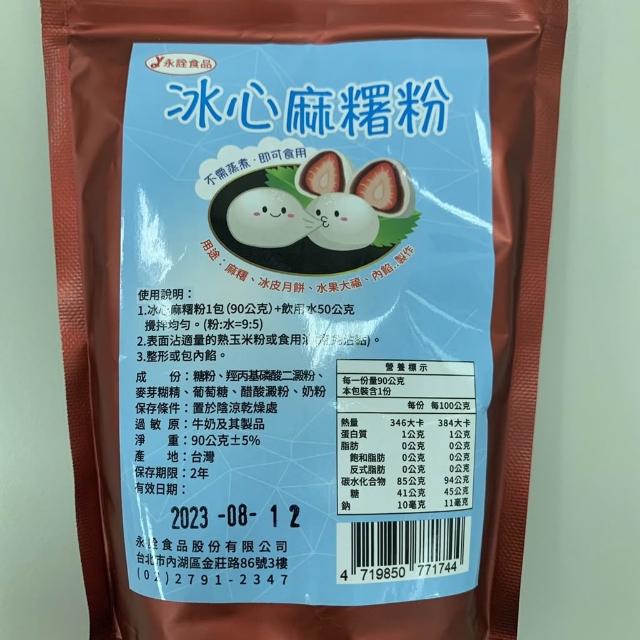 永詮食品
冰心麻糬粉
不需蒸煮‧即可食用
用途：麻糬、冰皮月餅、水果大福、內餡..製作
使用說明：
1.冰心麻糬粉1包(90公克)+飲用水50公克
攪拌均勻。(粉:水=9:5)
2.表面沾適量的熟玉米粉或食用油
3.整形或包內餡。
成 份：糖粉、羥丙基磷酸二澱粉、
麥芽糊精、葡萄糖、醋酸澱粉、奶粉
保存條件：置於陰涼乾燥處
過敏原：牛奶及其製品
淨 重：90公克±5%
產 地：台灣
保存期限：2年
有效日期：
2023-08-12
永詮食品股份有限公司
台北市內湖區金莊路86號3樓
(02)2791-2347
營養標示
每一份量90公克
本包裝含1份
每份 每100公克
熱量 346大卡 384大卡
蛋白質 1公克 1公克
脂肪 0公克 0公克
飽和脂肪 0公克 0公克
反式脂肪 0公克 0公克
碳水化合物 85公克 94公克
糖 41公克 45公克
鈉 10毫克 11毫克
4 719850 771744